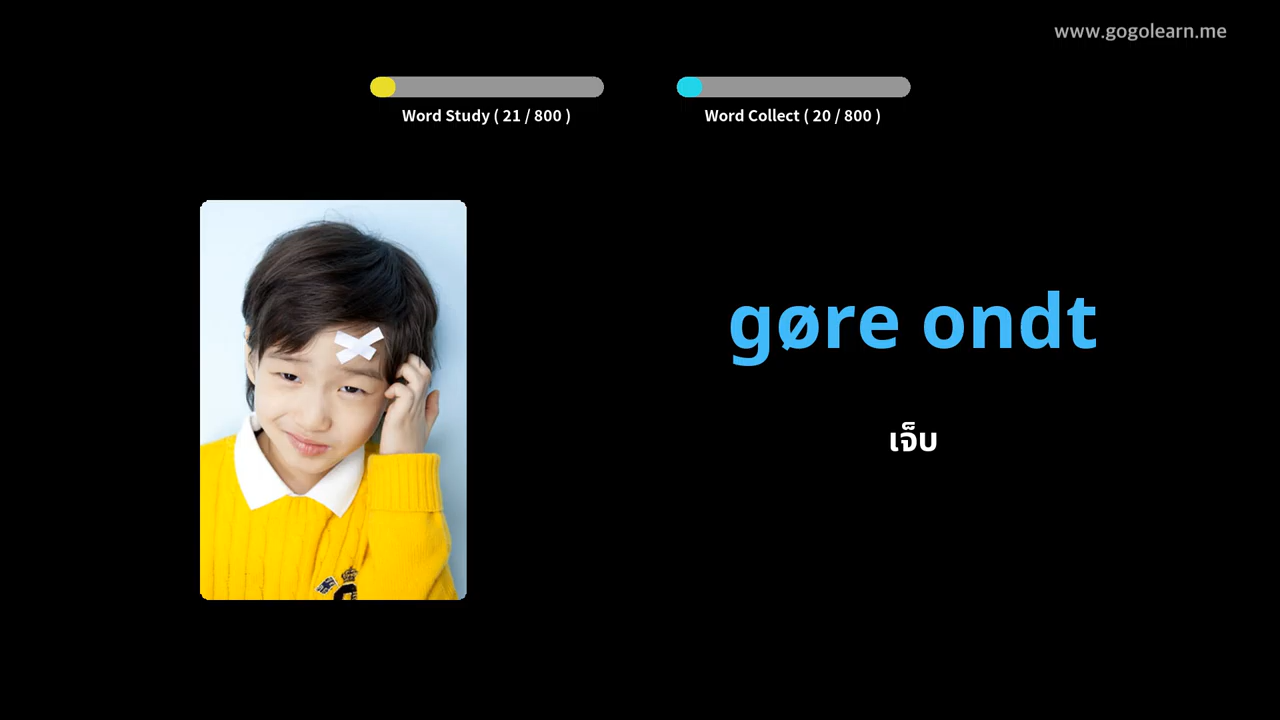 www.gogolearn.me
Word Study ( 21 / 800 )
Word Collect ( 20 / 800 )
gøre ondt
เจ็บ